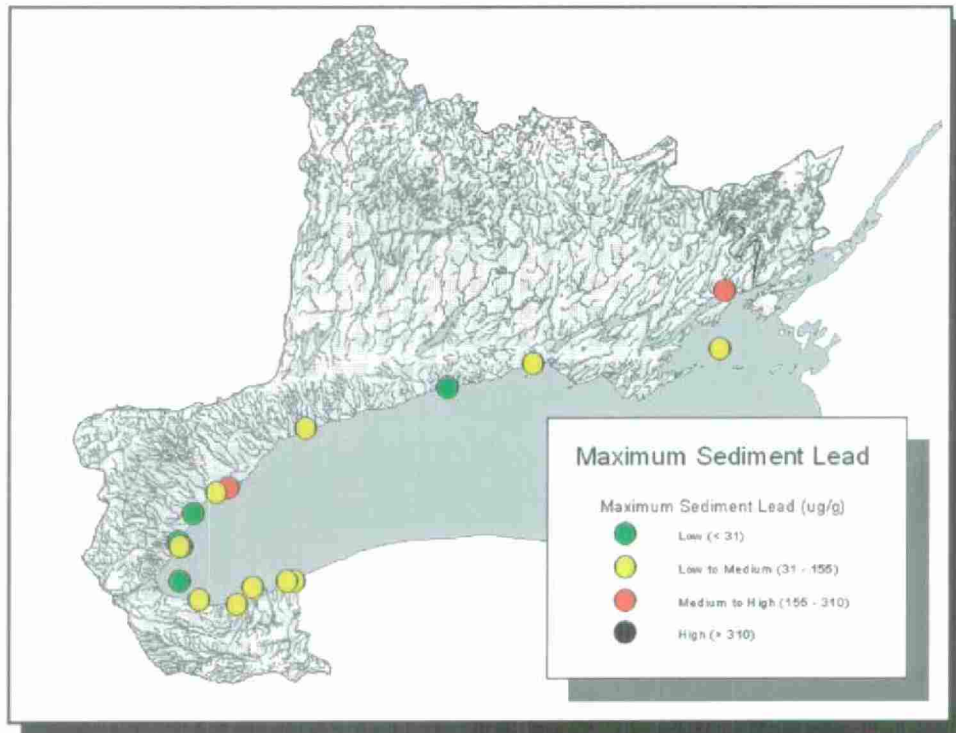 Maximum Sediment Lead
Maximum Sediment Lead (ug/g)
Low (< 31)
Low to Medium (31 - 155)
Medium to High (155 - 310)
High (> 310)